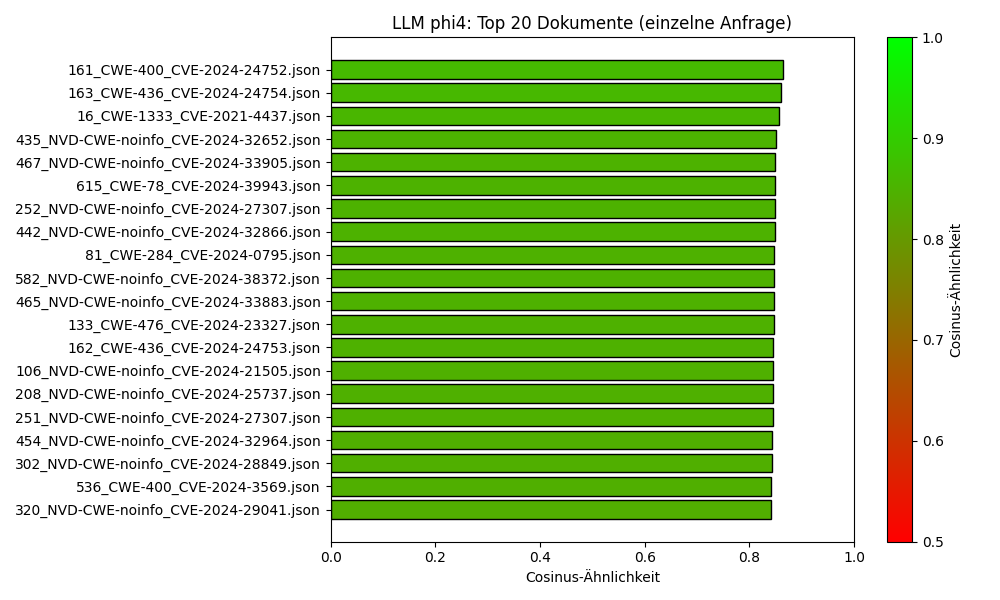 LLM phi4: Top 20 Dokumente (einzelne Anfrage)
161_CWE-400_CVE-2024-24752.json
163_CWE-436_CVE-2024-24754.json
16_CWE-1333_CVE-2021-4437.json
435_NVD-CWE-noinfo_CVE-2024-32652.json
467_NVD-CWE-noinfo_CVE-2024-33905.json
615_CWE-78_CVE-2024-39943.json
252_NVD-CWE-noinfo_CVE-2024-27307.json
442_NVD-CWE-noinfo_CVE-2024-32866.json
81_CWE-284_CVE-2024-0795.json
582_NVD-CWE-noinfo_CVE-2024-38372.json
465_NVD-CWE-noinfo_CVE-2024-33883.json
133_CWE-476_CVE-2024-23327.json
162_CWE-436_CVE-2024-24753.json
106_NVD-CWE-noinfo_CVE-2024-21505.json
208_NVD-CWE-noinfo_CVE-2024-25737.json
251_NVD-CWE-noinfo_CVE-2024-27307.json
454_NVD-CWE-noinfo_CVE-2024-32964.json
302_NVD-CWE-noinfo_CVE-2024-28849.json
536_CWE-400_CVE-2024-3569.json
320_NVD-CWE-noinfo_CVE-2024-29041.json
0.0 0.2 0.4 0.6 0.8 1.0
Cosinus-Ähnlichkeit
1.0
0.9
0.8
0.7
0.6
0.5
Cosinus-Ähnlichkeit